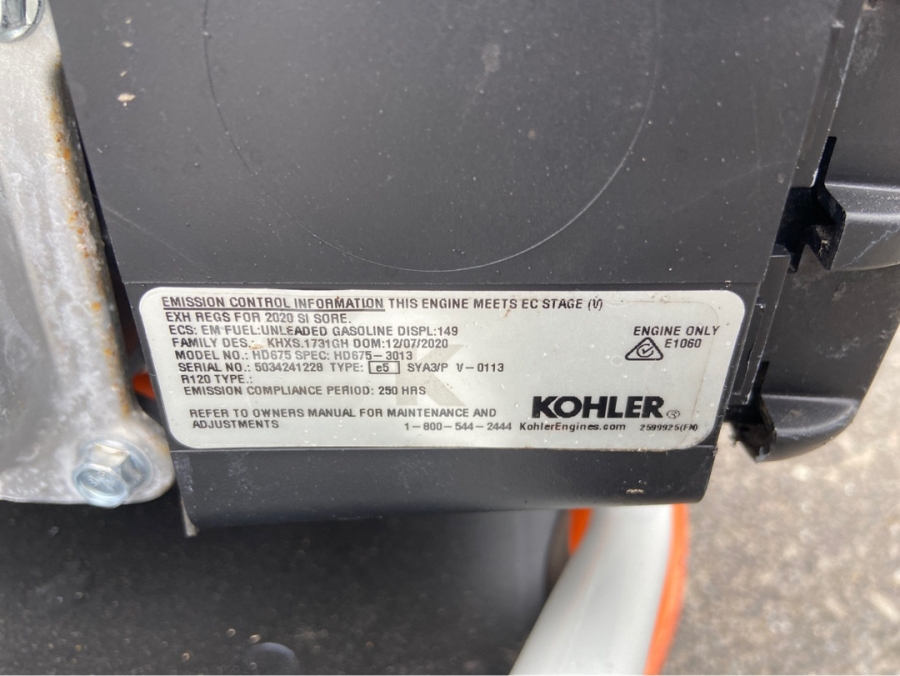 EMISSION CONTROL INFORMATION THIS ENGINE MEETS EC STAGE (V)
EXH REGS FOR 2020 SI SORE.
ECS: EM FUEL:UNLEADED GASOLINE DISPL:149
FAMILY DES.: KHXS.1731GH DOM:12/07/2020
MODEL NO.: HD675 SPEC: HD675-3013
SERIAL NO.: 5034241228 TYPE: e5 SYA3/P V-0113
R120 TYPE.:
EMISSION COMPLIANCE PERIOD: 250 HRS
ENGINE ONLY
E1060
REFER TO OWNERS MANUAL FOR MAINTENANCE AND
ADJUSTMENTS
1-800-544-2444 KohlerEngines.com
KOHLER®
2599925(FN)